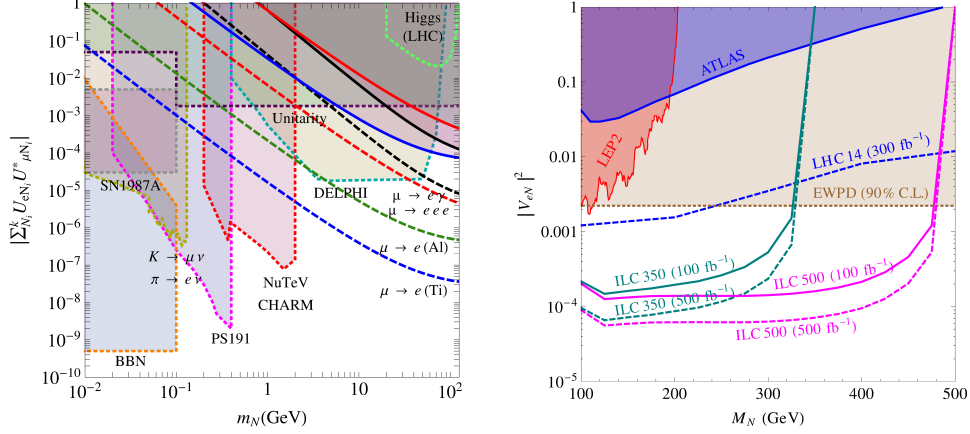 10^-1
10^-2
10^-3
10^-4
10^-5
10^-6
10^-7
10^-8
10^-9
10^-10
|Σ^k_{N_i} U_{eN_i} U^*_{μN_i}|
Higgs
(LHC)
Unitarity
SN1987A
DELPHI
μ → e γ
μ → e e e
μ → e (Al)
K → μ ν
π → e ν
NuTeV
CHARM
μ → e (Ti)
PS191
BBN
10^-2 10^-1 1 10 10^2
m_N (GeV)
1
0.1
0.01
0.001
10^-4
10^-5
|V_{eN}|^2
ATLAS
LEP2
LHC 14 (300 fb^-1)
EWPD (90% C.L.)
ILC 350 (100 fb^-1)
ILC 500 (100 fb^-1)
ILC 350 (500 fb^-1)
ILC 500 (500 fb^-1)
100 200 300 400 500
M_N (GeV)